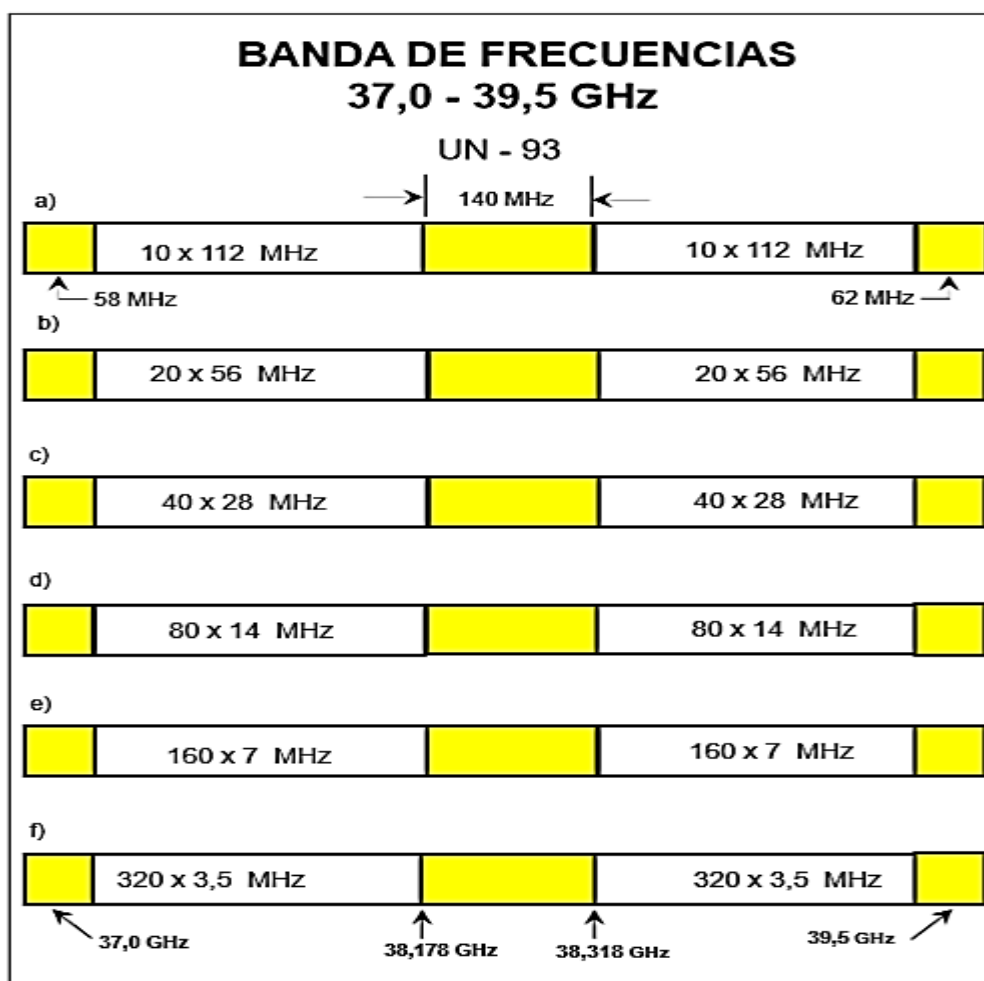 BANDA DE FRECUENCIAS
37,0 - 39,5 GHz
UN - 93
140 MHz
a)
10 x 112 MHz
10 x 112 MHz
58 MHz
62 MHz
b)
20 x 56 MHz
20 x 56 MHz
c)
40 x 28 MHz
40 x 28 MHz
d)
80 x 14 MHz
80 x 14 MHz
e)
160 x 7 MHz
160 x 7 MHz
f)
320 x 3,5 MHz
320 x 3,5 MHz
37,0 GHz
38,178 GHz
38,318 GHz
39,5 GHz